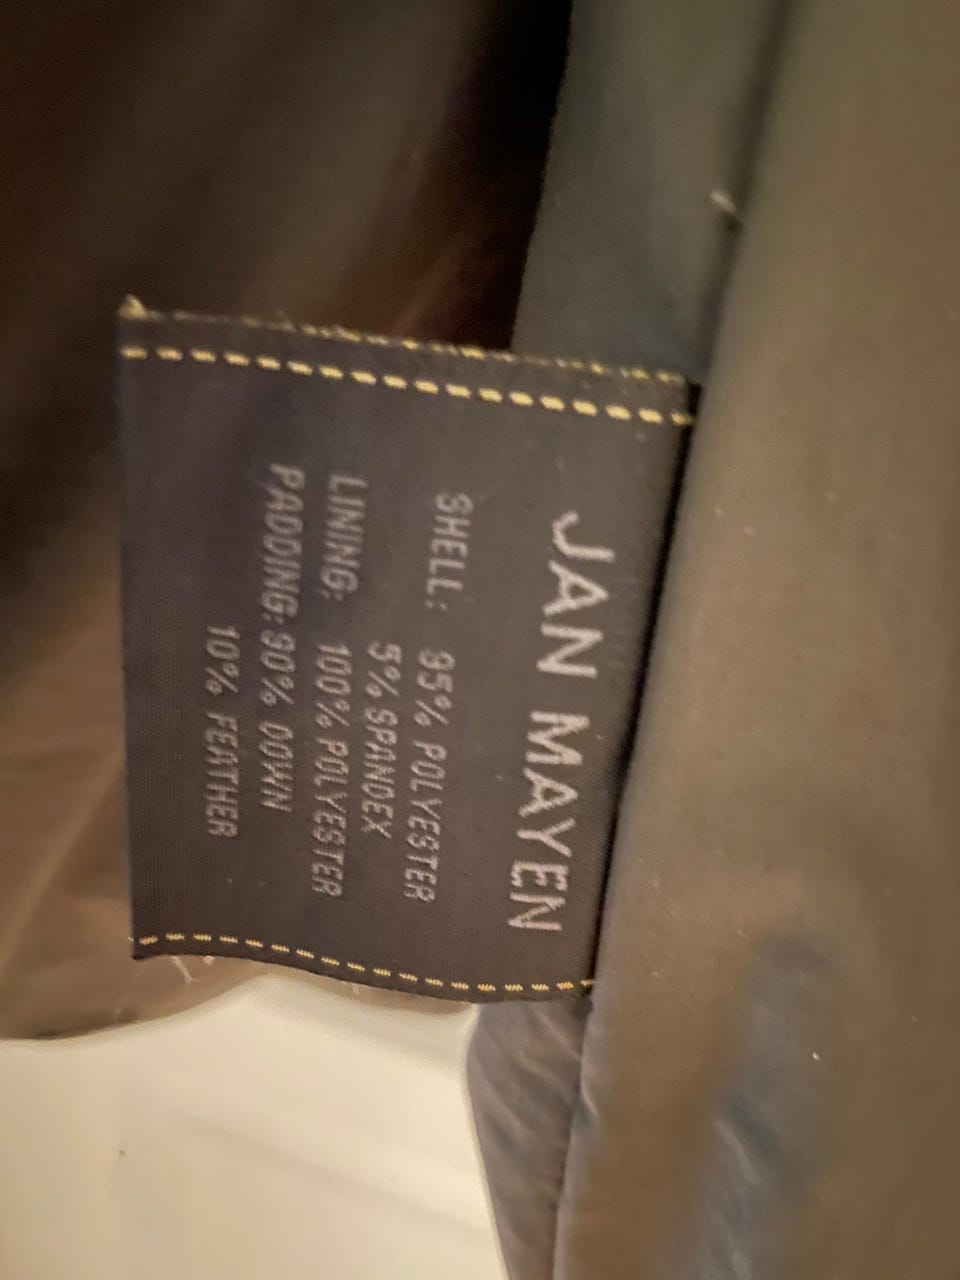 JAN MAYEN
SHELL: 95% POLYESTER
5% SPANDEX
LINING: 100% POLYESTER
PADDING: 90% DOWN
10% FEATHER